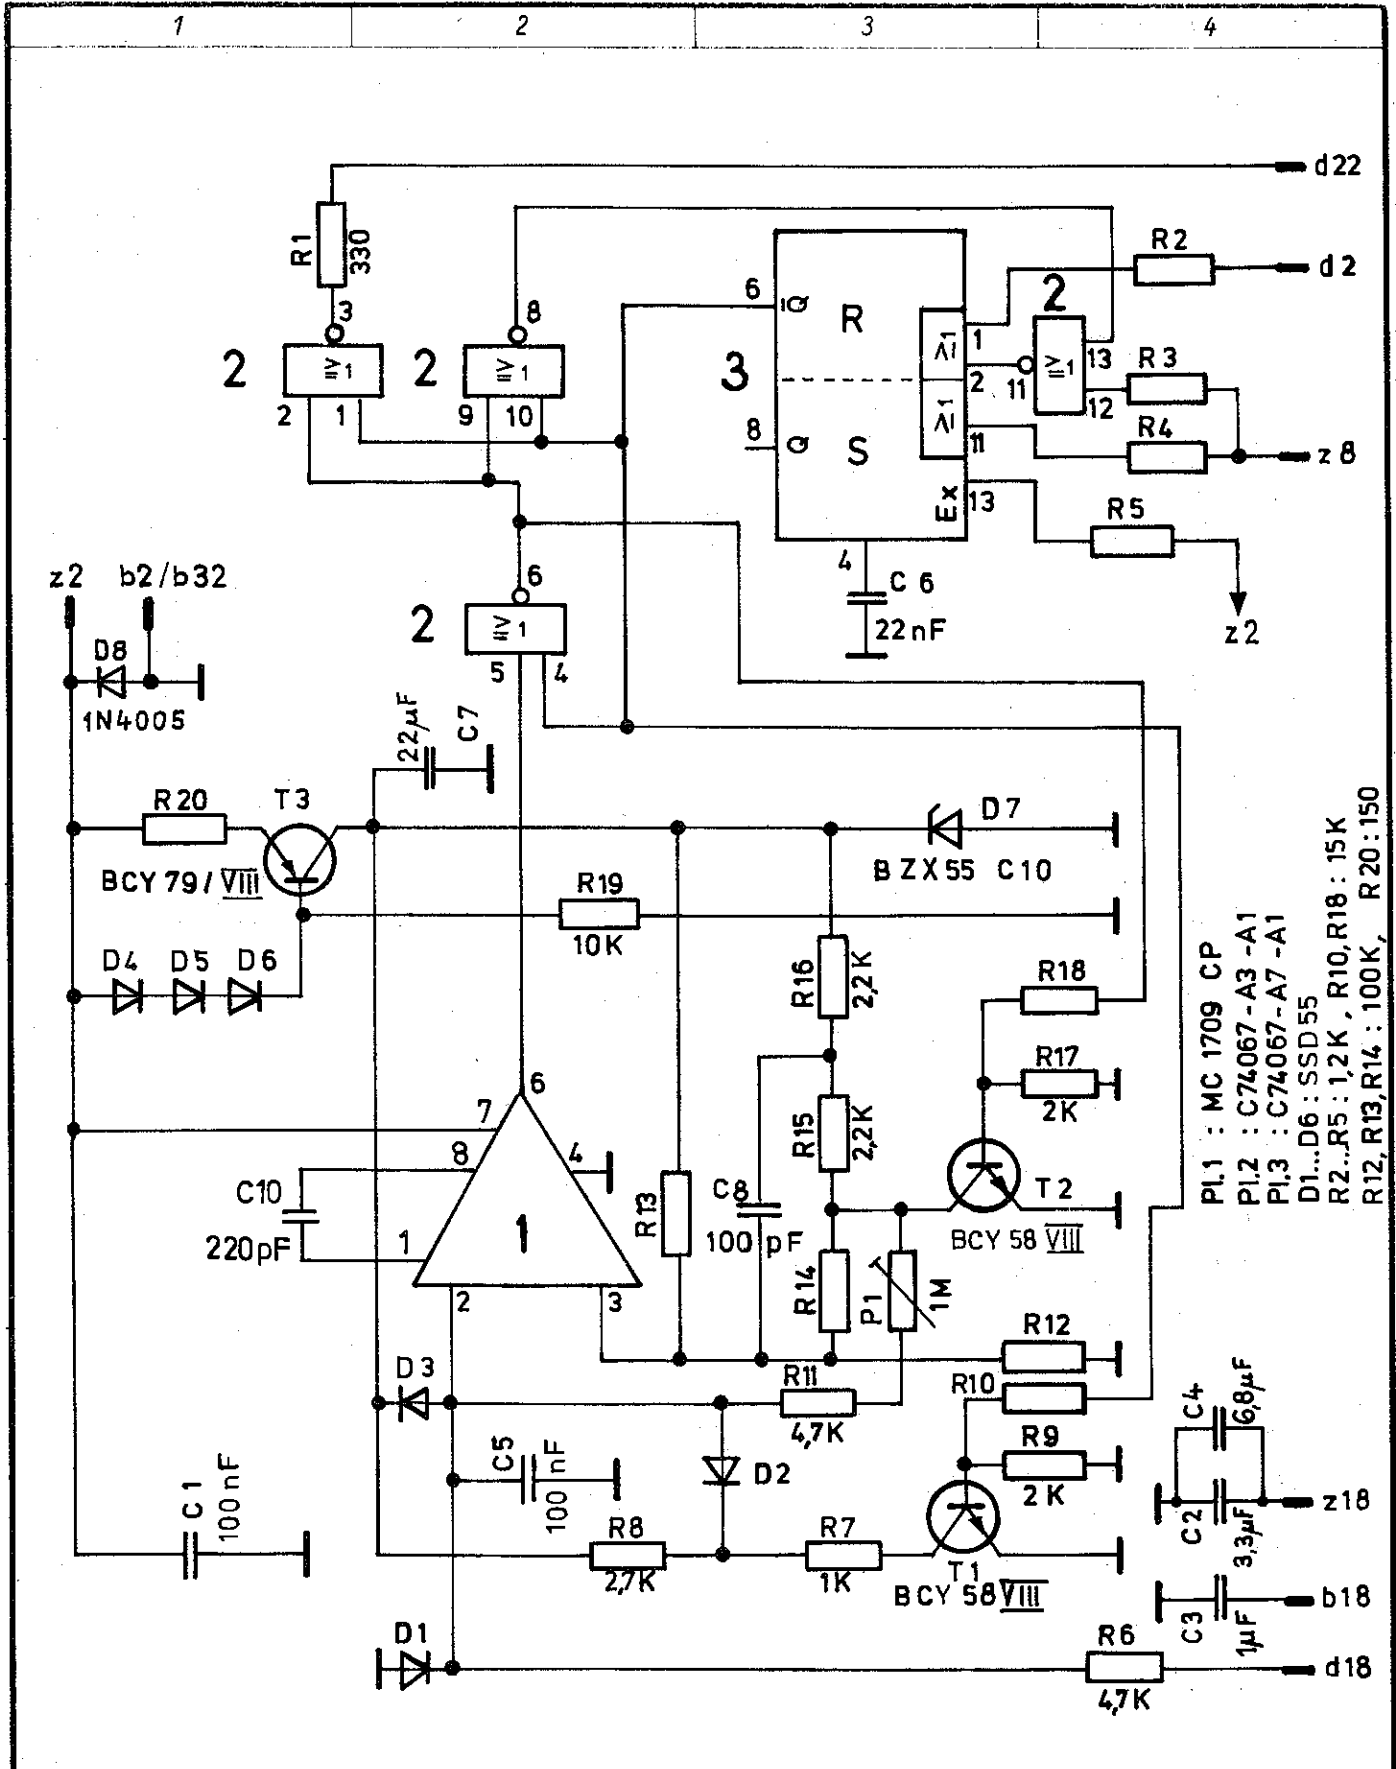 1 2 3 4
d22
R1
330
R2
d2
3
8
6
Q
R
2
2
≥1
2
≥1
3
≥1
1
2
11
≥1
13
12
R3
2
1
9
10
8
Q
S
≥1
11
R4
z8
Ex
13
R5
4
C6
22nF
z2
z2
b2/b32
6
2
≥1
5
4
D8
1N4005
22µF
C7
R20
T3
D7
BCY 79/VIII
BZX55 C10
R19
10K
D4
D5
D6
R16
2,2K
R18
R17
2K
R15
2,2K
6
7
8
4
C10
220pF
1
1
R13
C8
100pF
T2
BCY 58 VIII
R14
P1
1M
2
3
R12
D3
R11
4,7K
R10
C4
6,8µF
C5
100nF
D2
R9
2K
C1
100nF
R8
2,7K
R7
1K
T1
BCY 58 VIII
C2
3,3µF
z18
C3
1µF
b18
D1
R6
4,7K
d18
Pl.1 : MC 1709 CP
Pl.2 : C74067-A3-A1
Pl.3 : C74067-A7-A1
D1...D6 : SSD55
R2...R5 : 1,2K, R10,R18 : 15K
R12,R13,R14 : 100K, R20 : 150